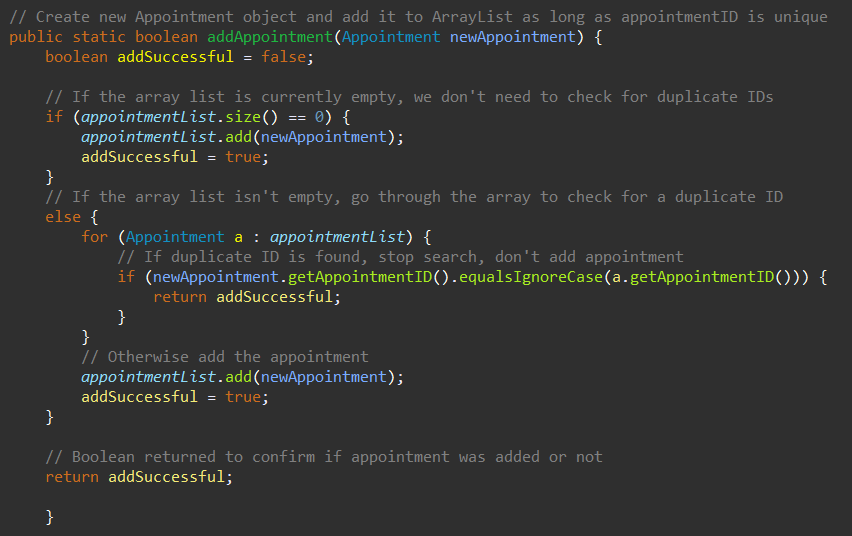 // Create new Appointment object and add it to ArrayList as long as appointmentID is unique
public static boolean addAppointment(Appointment newAppointment) {
    boolean addSuccessful = false;

    // If the array list is currently empty, we don't need to check for duplicate IDs
    if (appointmentList.size() == 0) {
        appointmentList.add(newAppointment);
        addSuccessful = true;
    }
    // If the array list isn't empty, go through the array to check for a duplicate ID
    else {
        for (Appointment a : appointmentList) {
            // If duplicate ID is found, stop search, don't add appointment
            if (newAppointment.getAppointmentID().equalsIgnoreCase(a.getAppointmentID())) {
                return addSuccessful;
            }
        }
        // Otherwise add the appointment
        appointmentList.add(newAppointment);
        addSuccessful = true;
    }

    // Boolean returned to confirm if appointment was added or not
    return addSuccessful;

    }